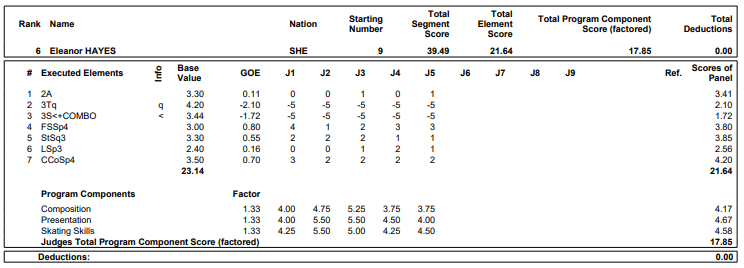 Rank Name Nation Starting Number Total Segment Score Total Element Score Total Program Component Score (factored) Total Deductions
6 Eleanor HAYES SHE 9 39.49 21.64 17.85 0.00
# Executed Elements Info Base Value GOE J1 J2 J3 J4 J5 J6 J7 J8 J9 Ref. Scores of Panel
1 2A 3.30 0.11 0 0 1 0 1 3.41
2 3Tq q 4.20 -2.10 -5 -5 -5 -5 -5 2.10
3 3S<+COMBO < 3.44 -1.72 -5 -5 -5 -5 -5 1.72
4 FSSp4 3.00 0.80 4 1 2 3 3 3.80
5 StSq3 3.30 0.55 2 2 2 1 1 3.85
6 LSp3 2.40 0.16 0 0 1 2 1 2.56
7 CCoSp4 3.50 0.70 3 2 2 2 2 4.20
23.14 21.64
Program Components Factor
Composition 1.33 4.00 4.75 5.25 3.75 3.75 4.17
Presentation 1.33 4.00 5.50 5.50 4.50 4.00 4.67
Skating Skills 1.33 4.25 5.50 5.00 4.25 4.50 4.58
Judges Total Program Component Score (factored) 17.85
Deductions: 0.00